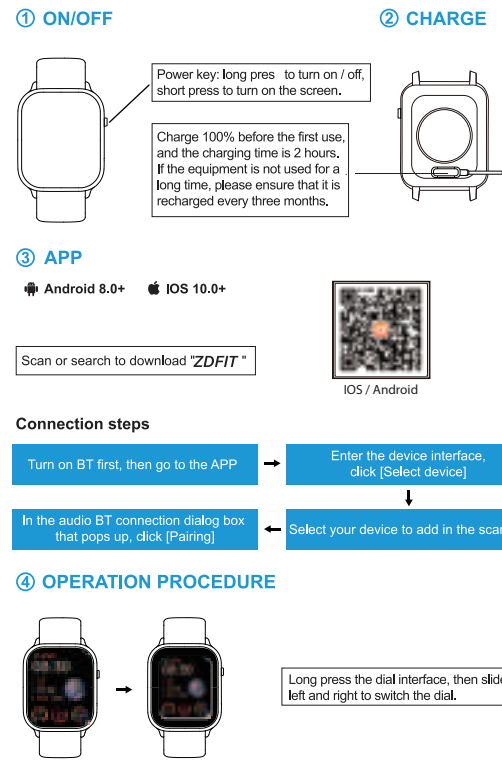 ① ON/OFF
② CHARGE
Power key: long pres to turn on / off,
short press to turn on the screen.
Charge 100% before the first use,
and the charging time is 2 hours.
If the equipment is not used for a
long time, please ensure that it is
recharged every three months.
③ APP
Android 8.0+ IOS 10.0+
Scan or search to download "ZDFIT "
IOS / Android
Connection steps
Turn on BT first, then go to the APP
Enter the device interface,
click [Select device]
Select your device to add in the scan
In the audio BT connection dialog box
that pops up, click [Pairing]
④ OPERATION PROCEDURE
Long press the dial interface, then slide
left and right to switch the dial.